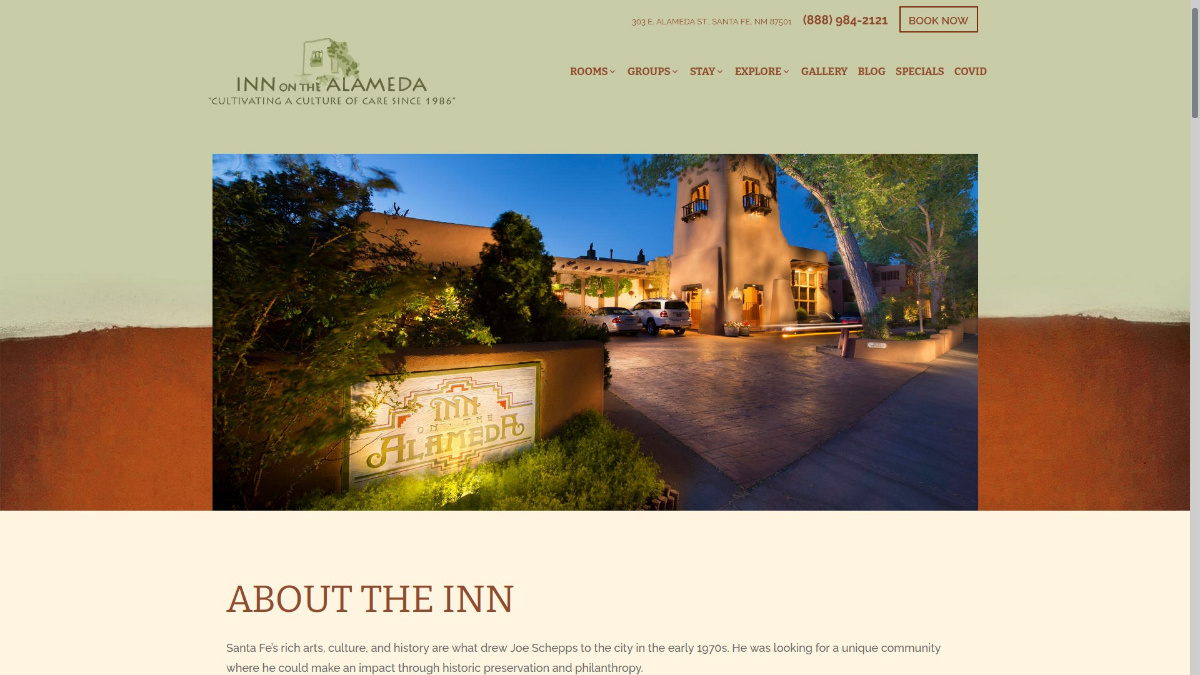 303 E. ALAMEDA ST., SANTA FE, NM 87501
(888) 984-2121
BOOK NOW
INN ON THE ALAMEDA
"CULTIVATING A CULTURE OF CARE SINCE 1986"
ROOMS GROUPS STAY EXPLORE GALLERY BLOG SPECIALS COVID
INN
ON THE
ALAMEDA
ABOUT THE INN
Santa Fe's rich arts, culture, and history are what drew Joe Schepps to the city in the early 1970s. He was looking for a unique community
where he could make an impact through historic preservation and philanthropy.